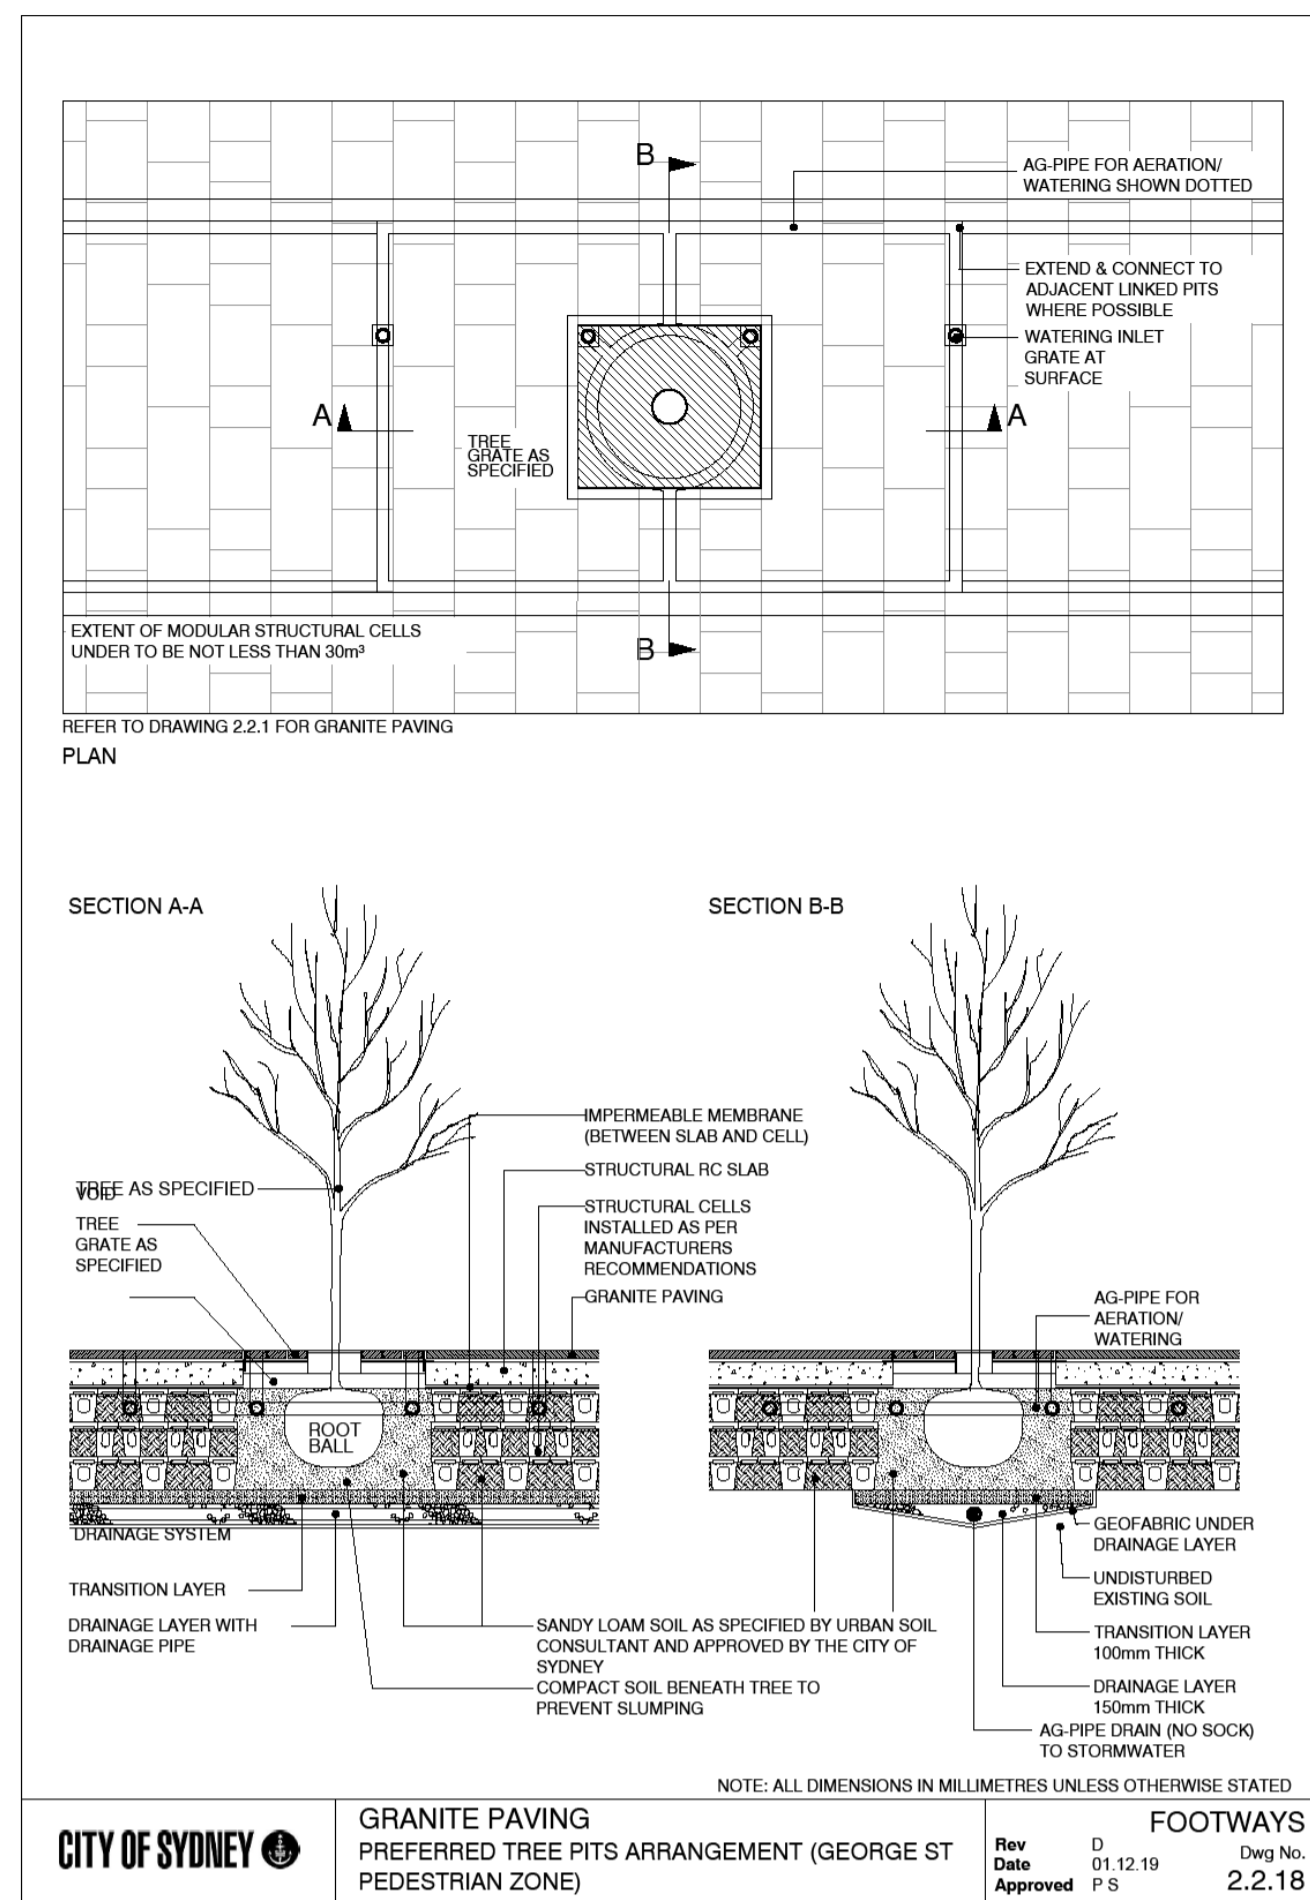 B
AG-PIPE FOR AERATION/
WATERING SHOWN DOTTED
EXTEND & CONNECT TO
ADJACENT LINKED PITS
WHERE POSSIBLE
WATERING INLET
GRATE AT
SURFACE
A
A
TREE
GRATE AS
SPECIFIED
EXTENT OF MODULAR STRUCTURAL CELLS
UNDER TO BE NOT LESS THAN 30m³
B
REFER TO DRAWING 2.2.1 FOR GRANITE PAVING
PLAN
SECTION A-A
SECTION B-B
IMPERMEABLE MEMBRANE
(BETWEEN SLAB AND CELL)
STRUCTURAL RC SLAB
TREE AS SPECIFIED
VOID
TREE
GRATE AS
SPECIFIED
STRUCTURAL CELLS
INSTALLED AS PER
MANUFACTURERS
RECOMMENDATIONS
GRANITE PAVING
AG-PIPE FOR
AERATION/
WATERING
ROOT
BALL
DRAINAGE SYSTEM
TRANSITION LAYER
DRAINAGE LAYER WITH
DRAINAGE PIPE
SANDY LOAM SOIL AS SPECIFIED BY URBAN SOIL
CONSULTANT AND APPROVED BY THE CITY OF
SYDNEY
COMPACT SOIL BENEATH TREE TO
PREVENT SLUMPING
GEOFABRIC UNDER
DRAINAGE LAYER
UNDISTURBED
EXISTING SOIL
TRANSITION LAYER
100mm THICK
DRAINAGE LAYER
150mm THICK
AG-PIPE DRAIN (NO SOCK)
TO STORMWATER
NOTE: ALL DIMENSIONS IN MILLIMETRES UNLESS OTHERWISE STATED
CITY OF SYDNEY
GRANITE PAVING
PREFERRED TREE PITS ARRANGEMENT (GEORGE ST
PEDESTRIAN ZONE)
FOOTWAYS
Rev D
Date 01.12.19
Approved P S
Dwg No.
2.2.18